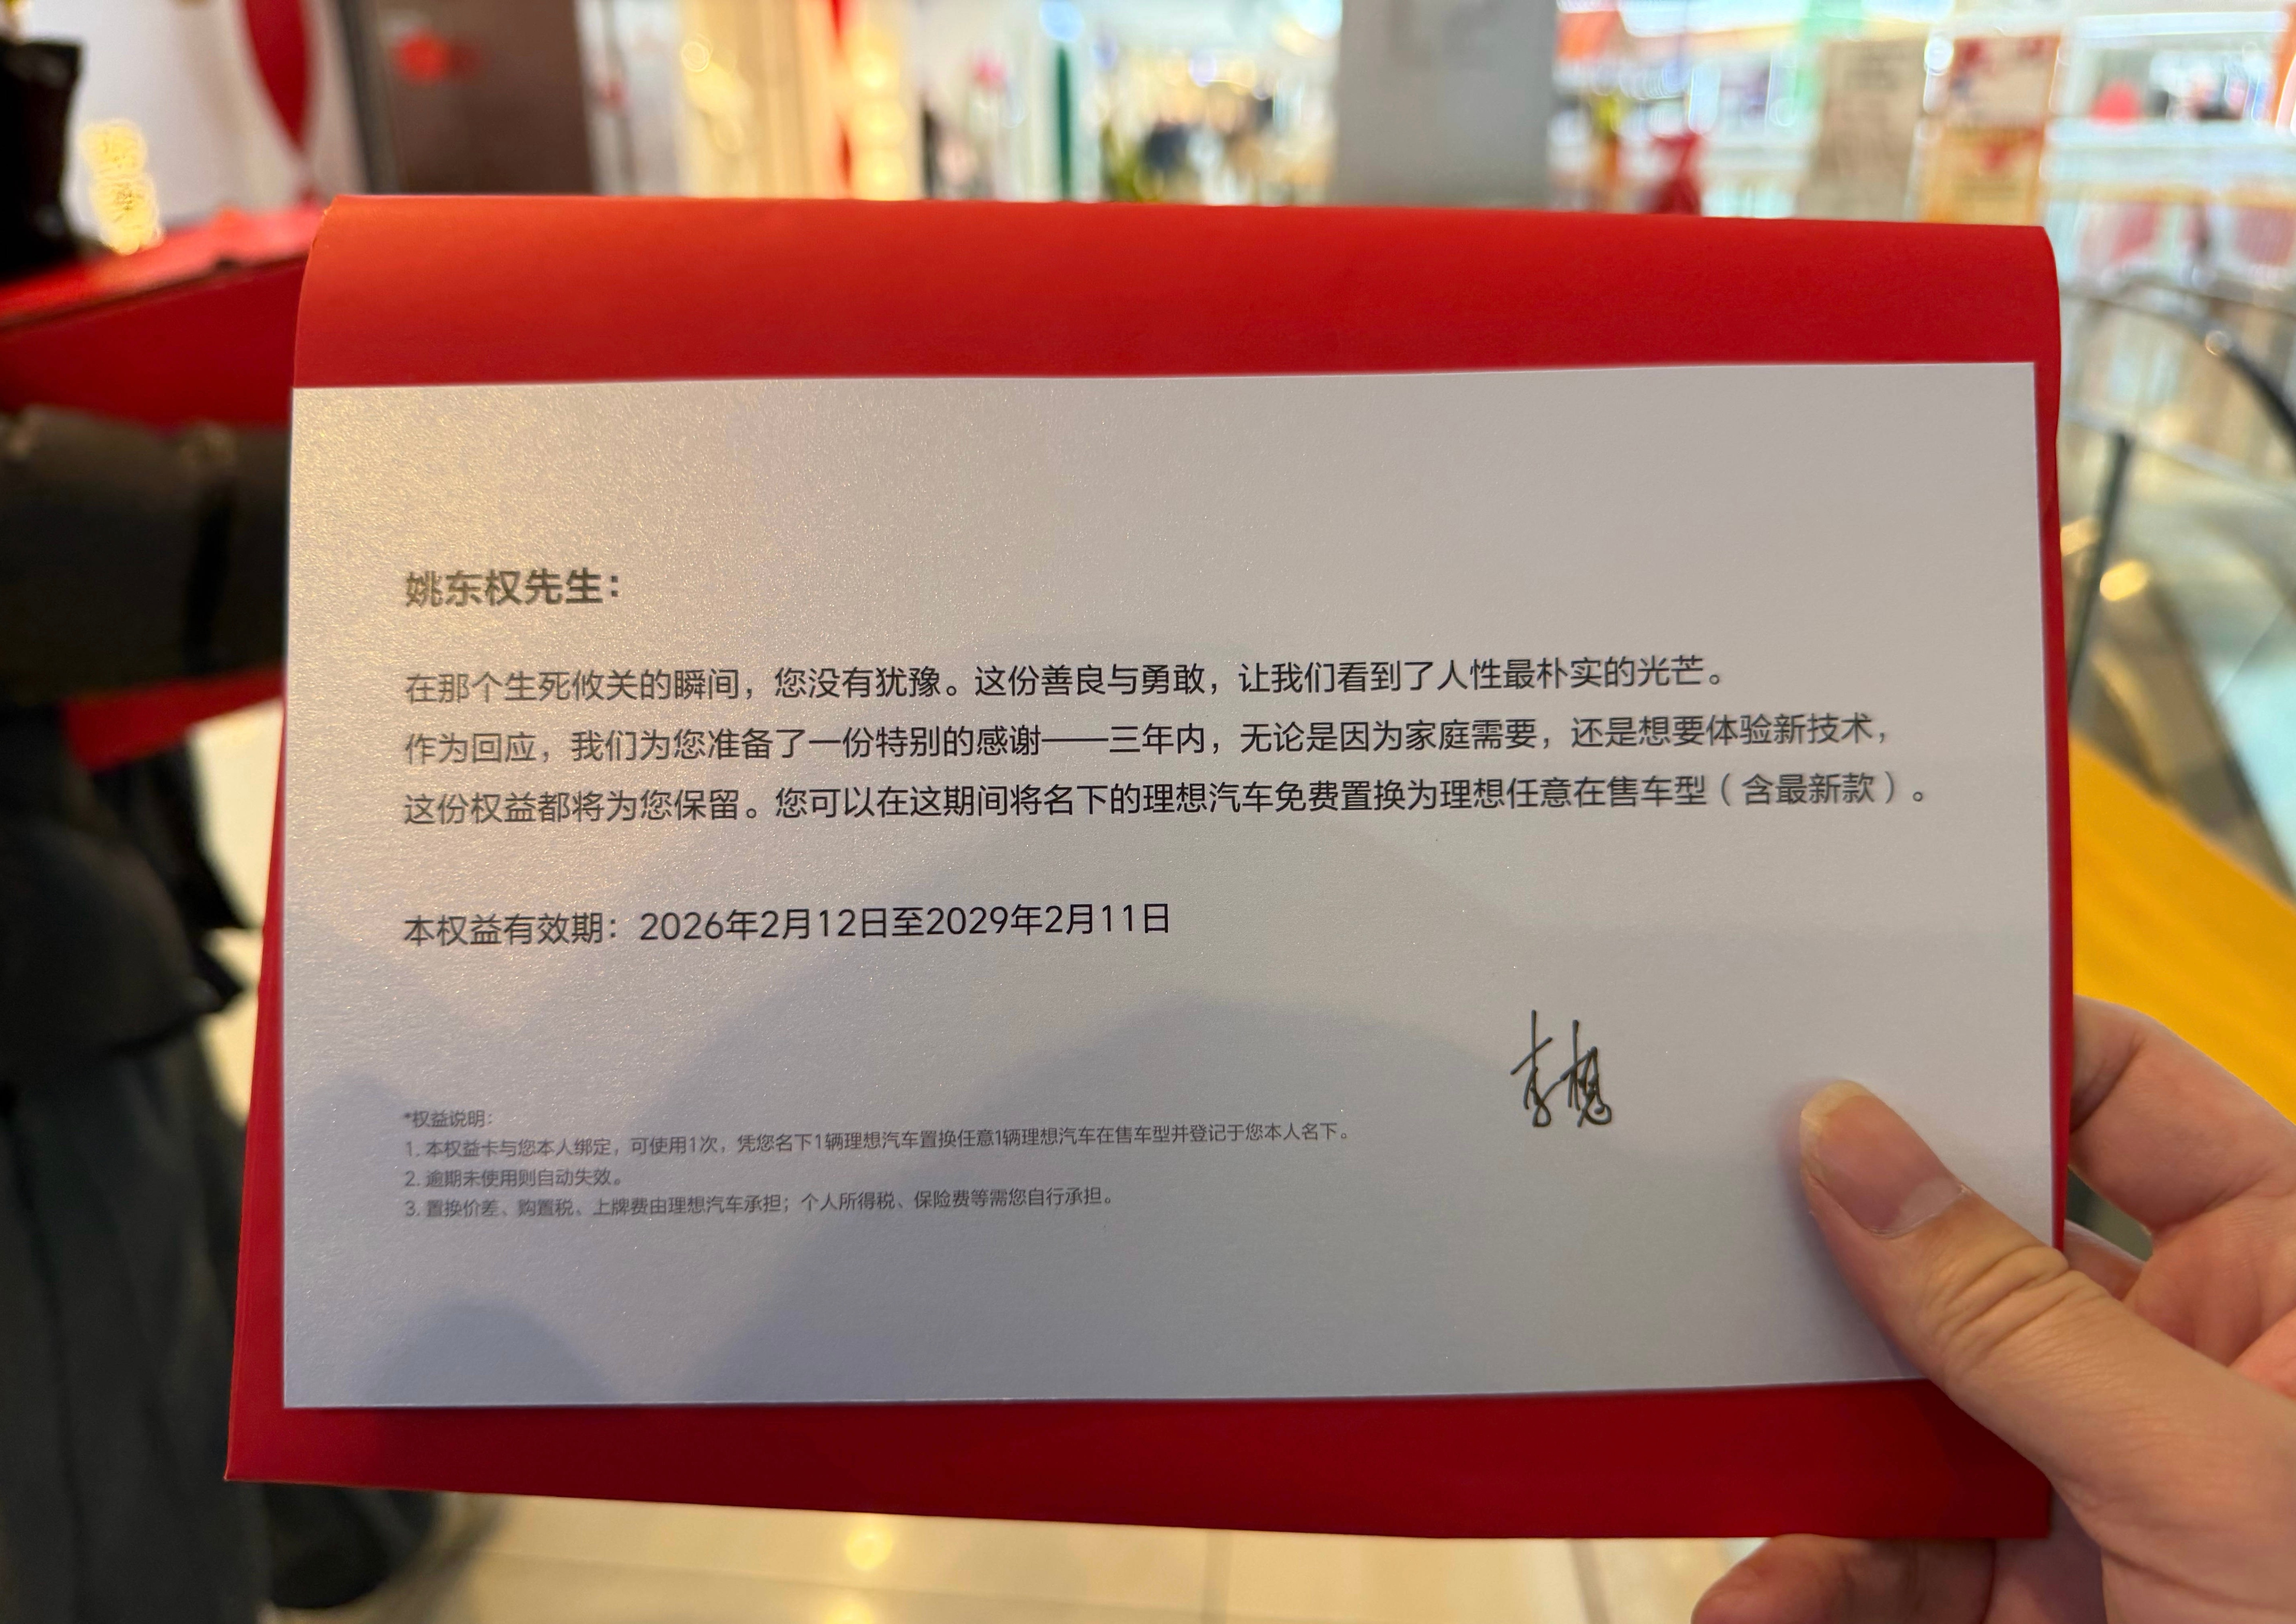 姚东权先生：
在那个生死攸关的瞬间，您没有犹豫。这份善良与勇敢，让我们看到了人性最朴实的光芒。
作为回应，我们为您准备了一份特别的感谢——三年内，无论是因为家庭需要，还是想要体验新技术，
这份权益都将为您保留。您可以在这期间将名下的理想汽车免费置换为理想任意在售车型（含最新款）。
本权益有效期：2026年2月12日至2029年2月11日
李想
*权益说明：
1. 本权益卡与您本人绑定，可使用1次，凭您名下1辆理想汽车置换任意1辆理想汽车在售车型并登记于您本人名下。
2. 逾期未使用则自动失效。
3. 置换价差、购置税、上牌费由理想汽车承担；个人所得税、保险费等需您自行承担。